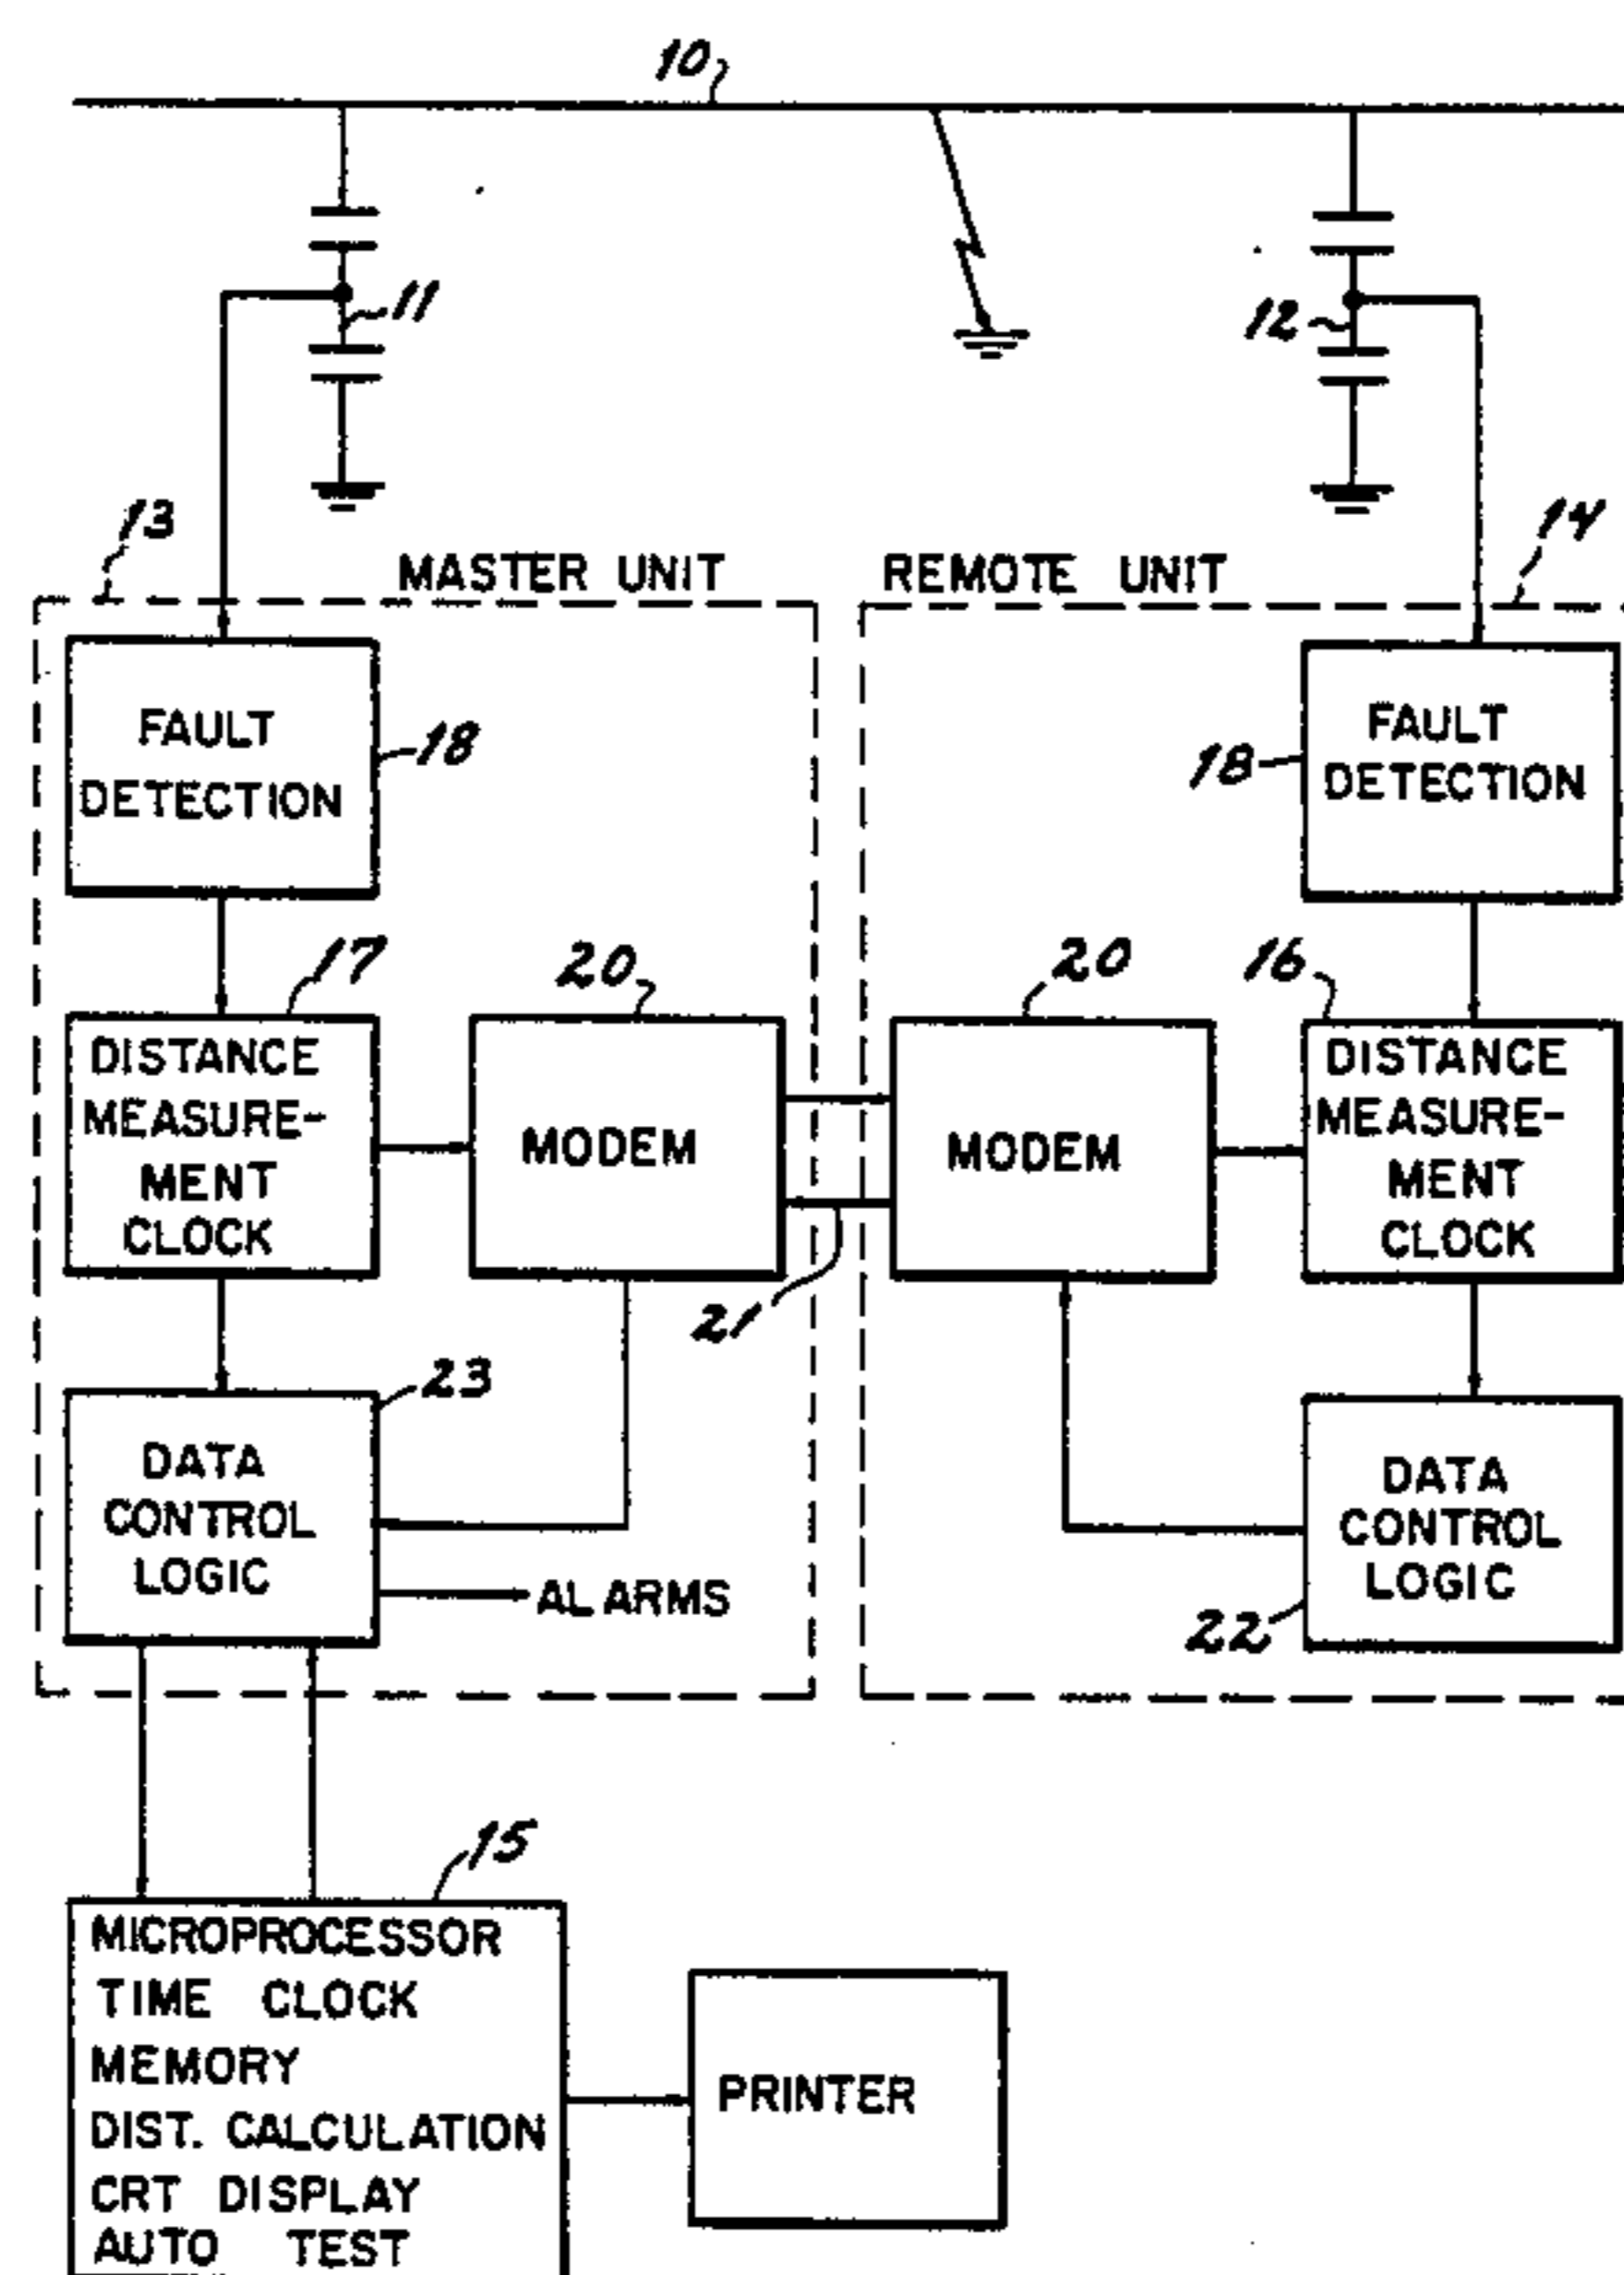 10
11
12
13
14
MASTER UNIT
REMOTE UNIT
FAULT
DETECTION
18
18
FAULT
DETECTION
17
20
20
16
DISTANCE
MEASURE-
MENT
CLOCK
MODEM
MODEM
DISTANCE
MEASURE-
MENT
CLOCK
21
23
DATA
CONTROL
LOGIC
ALARMS
DATA
CONTROL
LOGIC
22
15
MICROPROCESSOR
TIME CLOCK
MEMORY
DIST. CALCULATION
CRT DISPLAY
AUTO TEST
PRINTER